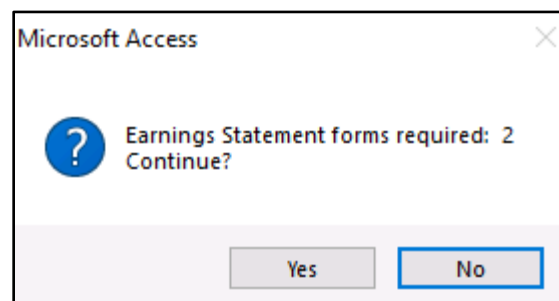 Microsoft Access
Earnings Statement forms required:  2
Continue?
Yes
No